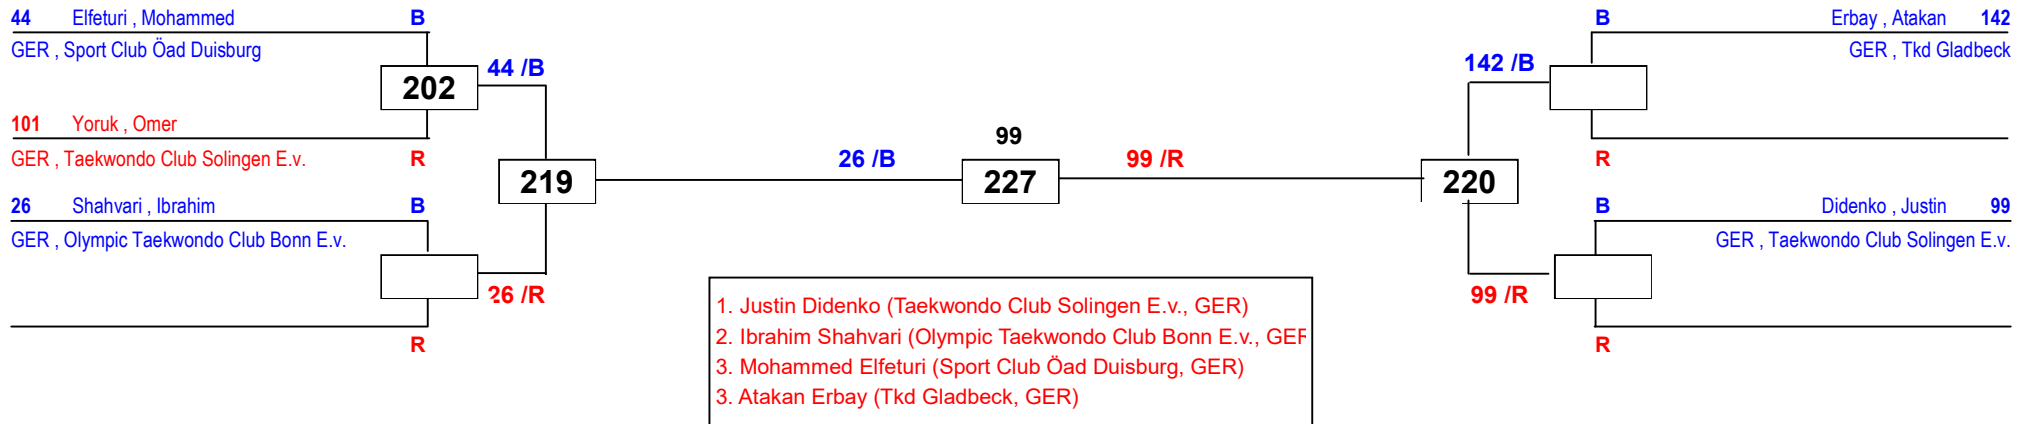 44 Elfeturi , Mohammed B
GER , Sport Club Öad Duisburg
202
44 /B
101 Yoruk , Omer
GER , Taekwondo Club Solingen E.v. R
219
26 Shahvari , Ibrahim B
GER , Olympic Taekwondo Club Bonn E.v.
26 /R
R
26 /B
99
227
99 /R
B Erbay , Atakan 142
GER , Tkd Gladbeck
142 /B
R
220
B Didenko , Justin 99
GER , Taekwondo Club Solingen E.v.
99 /R
R
1. Justin Didenko (Taekwondo Club Solingen E.v., GER)
2. Ibrahim Shahvari (Olympic Taekwondo Club Bonn E.v., GER
3. Mohammed Elfeturi (Sport Club Öad Duisburg, GER)
3. Atakan Erbay (Tkd Gladbeck, GER)